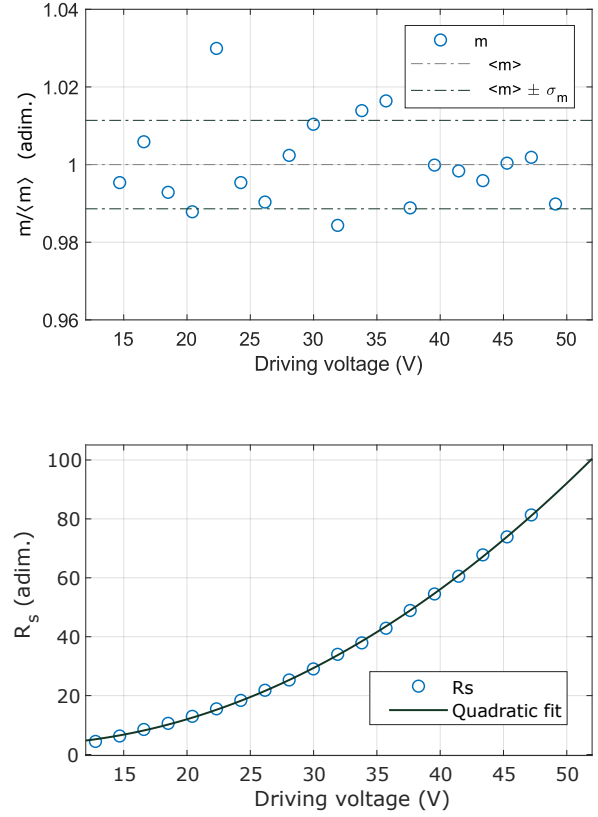 1.04
1.02
1
0.98
0.96
m/⟨m⟩ (adim.)
m
<m>
<m> ± σ_m
15 20 25 30 35 40 45 50
Driving voltage (V)
100
80
60
40
20
0
R_s (adim.)
Rs
Quadratic fit
15 20 25 30 35 40 45 50
Driving voltage (V)